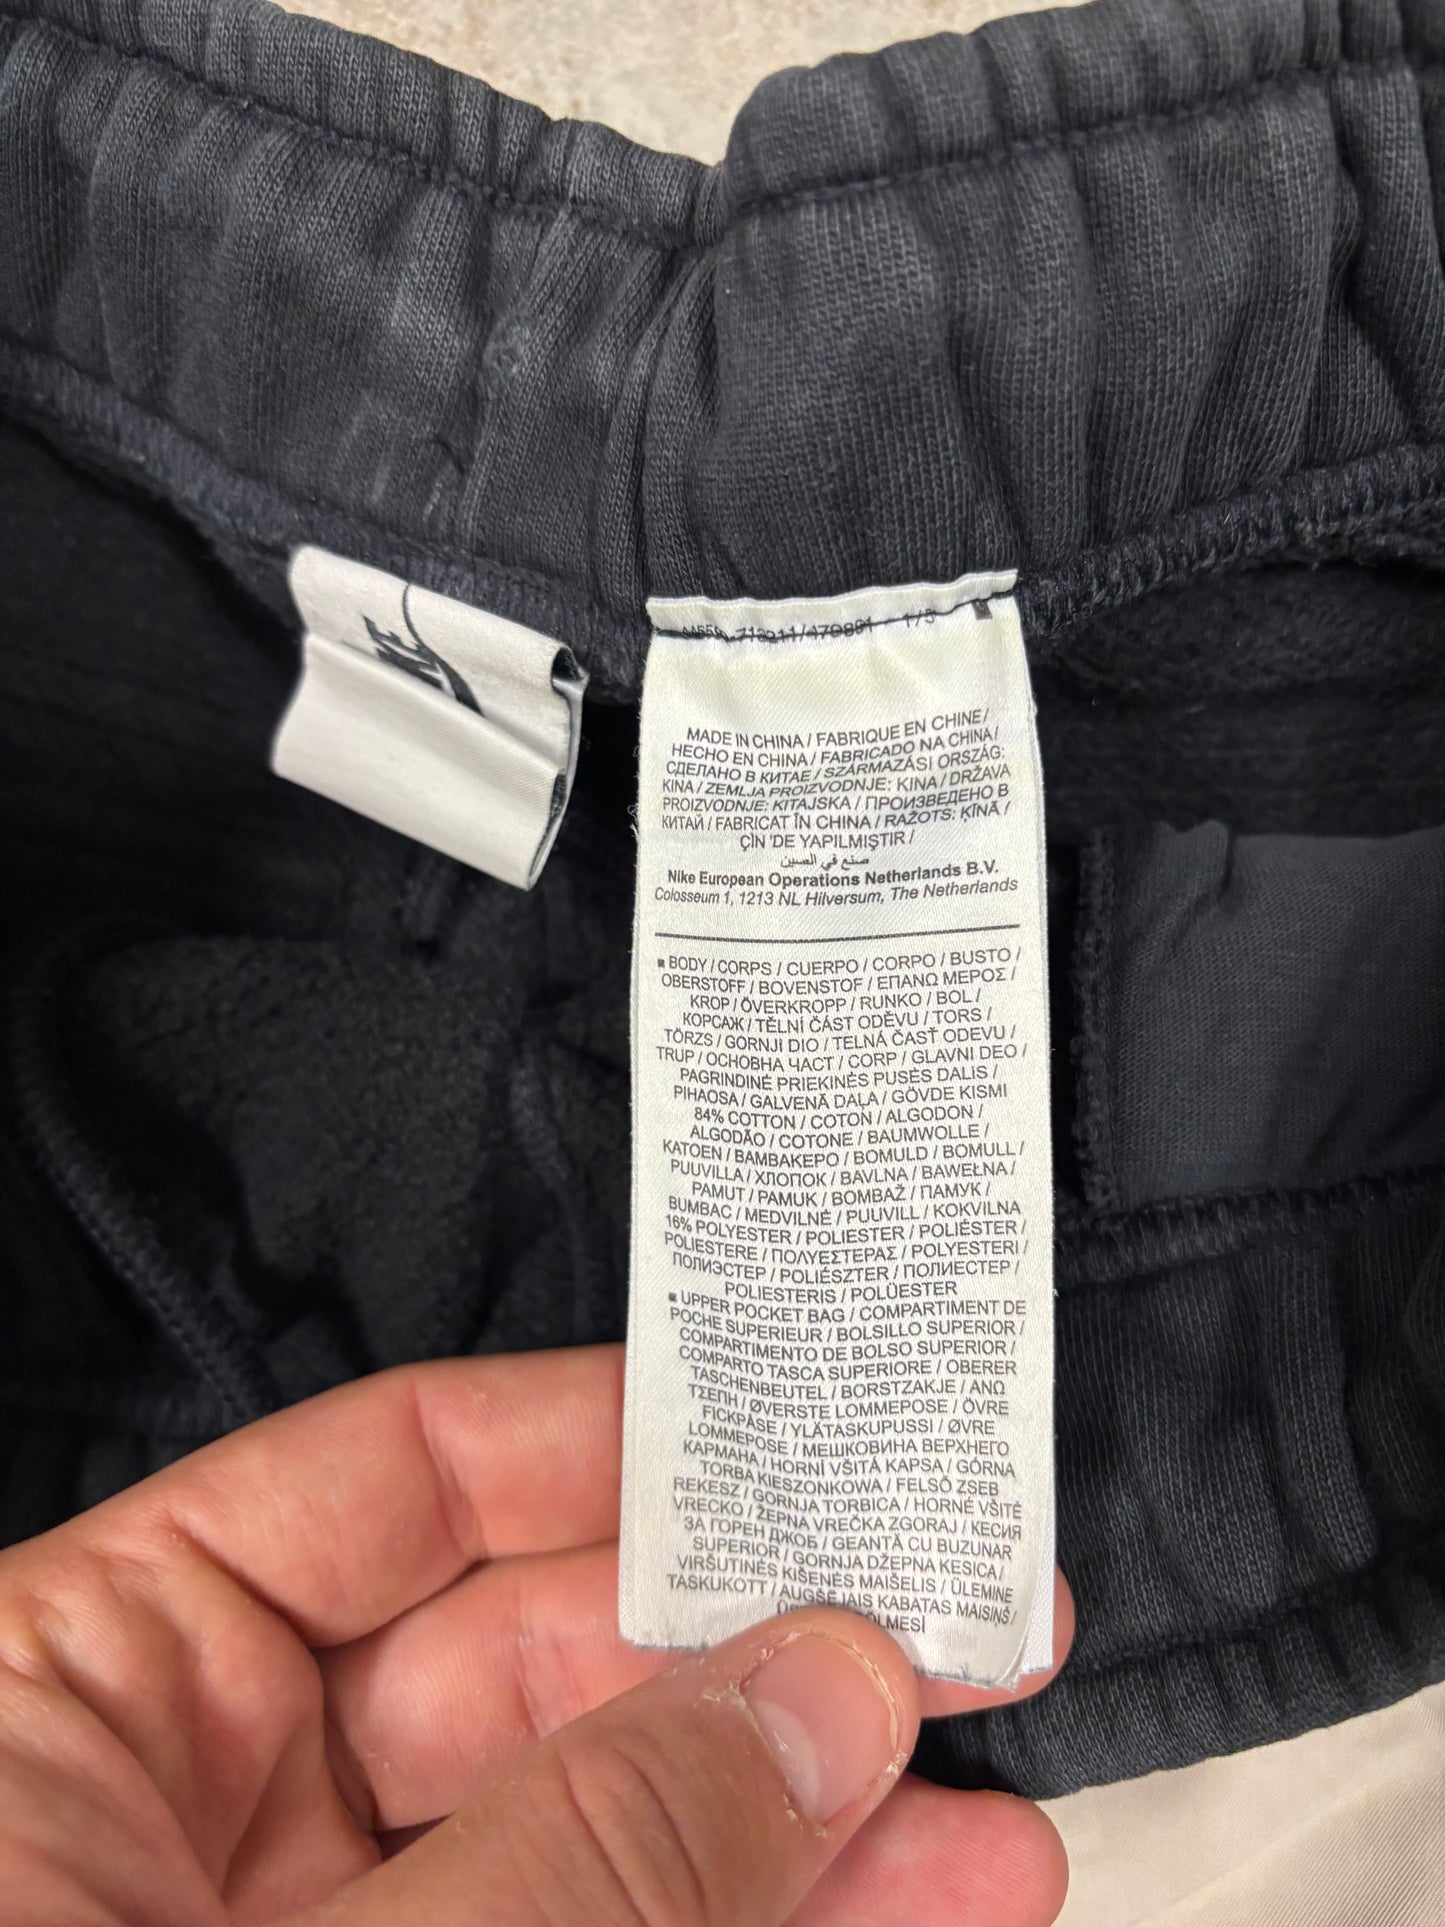 NIKE
713211/479891 - 1/3
MADE IN CHINA / FABRIQUE EN CHINE /
HECHO EN CHINA / FABRICADO NA CHINA /
СДЕЛАНО В КИТАЕ / SZÁRMAZÁSI ORSZÁG:
KINA / ZEMLJA PROIZVODNJE: KINA / DRŽAVA
PROIZVODNJE: KITAJSKA / ПРОИЗВЕДЕНО В
КИТАЙ / FABRICAT ÎN CHINA / RAŽOTS: ĶĪNĀ /
ÇİN 'DE YAPILMIŞTIR /
صنع في الصين
Nike European Operations Netherlands B.V.
Colosseum 1, 1213 NL Hilversum, The Netherlands
▪ BODY / CORPS / CUERPO / CORPO / BUSTO /
OBERSTOFF / BOVENSTOF / ΕΠΑΝΩ ΜΕΡΟΣ /
KROP / ÖVERKROPP / RUNKO / BOL /
КОРСАЖ / TĚLNÍ ČÁST ODĚVU / TORS /
TÖRZS / GORNJI DIO / TELNÁ ČASŤ ODEVU /
TRUP / ОСНОВНА ЧАСТ / CORP / GLAVNI DEO /
PAGRINDINĖ PRIEKINĖS PUSĖS DALIS /
PIHAOSA / GALVENĀ DAĻA / GÖVDE KISMI
84% COTTON / COTON / ALGODON /
ALGODÃO / COTONE / BAUMWOLLE /
KATOEN / ΒΑΜΒΑΚΕΡΟ / BOMULD / BOMULL /
PUUVILLA / ХЛОПОК / BAVLNA / BAWEŁNA /
PAMUT / PAMUK / BOMBAŽ / ПАМУК /
BUMBAC / MEDVILNĖ / PUUVILL / KOKVILNA
16% POLYESTER / POLIESTER / POLIÉSTER /
POLIESTERE / ΠΟΛΥΕΣΤΕΡΑΣ / POLYESTERI /
ПОЛИЭСТЕР / POLIÉSZTER / ПОЛИЕСТЕР /
POLIESTERIS / POLÜESTER
▪ UPPER POCKET BAG / COMPARTIMENT DE
POCHE SUPERIEUR / BOLSILLO SUPERIOR /
COMPARTIMENTO DE BOLSO SUPERIOR /
COMPARTO TASCA SUPERIORE / OBERER
TASCHENBEUTEL / BORSTZAKJE / ΑΝΩ
ΤΣΕΠΗ / ØVERSTE LOMMEPOSE / ÖVRE
FICKPÅSE / YLÄTASKUPUSSI / ØVRE
LOMMEPOSE / МЕШКОВИНА ВЕРХНЕГО
КАРМАНА / HORNÍ VŠITÁ KAPSA / GÓRNA
TORBA KIESZONKOWA / FELSŐ ZSEB
REKESZ / GORNJA TORBICA / HORNÉ VŠITÉ
VRECKO / ŽEPNA VREČKA ZGORAJ / КЕСИЯ
ЗА ГОРЕН ДЖОБ / GEANTĂ CU BUZUNAR
SUPERIOR / GORNJA DŽEPNA KESICA /
VIRŠUTINĖS KIŠENĖS MAIŠELIS / ÜLEMINE
TASKUKOTT / AUGŠĒJAIS KABATAS MAISIŅŠ /